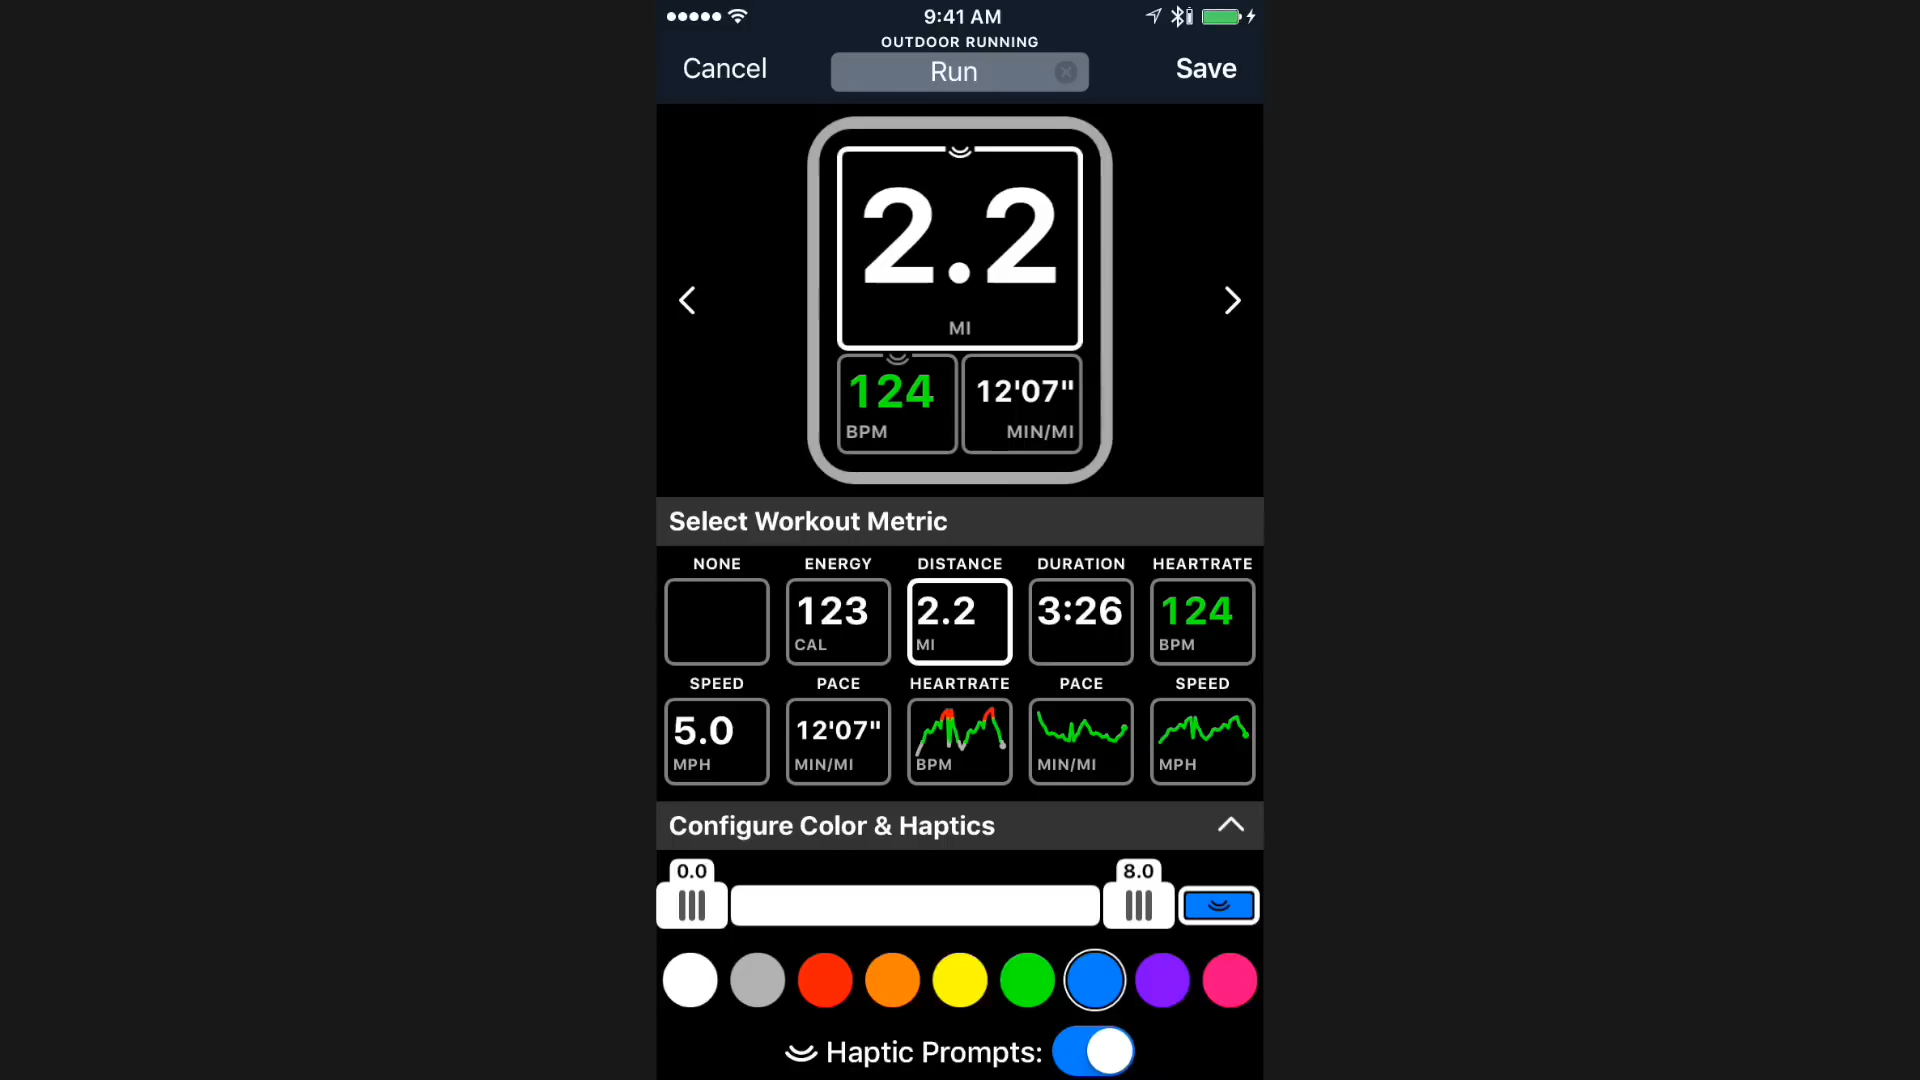 9:41 AM
OUTDOOR RUNNING
Cancel
Run
Save
2.2
MI
124
BPM
12'07"
MIN/MI
Select Workout Metric
NONE ENERGY DISTANCE DURATION HEARTRATE
123 2.2 3:26 124
CAL MI BPM
SPEED PACE HEARTRATE PACE SPEED
5.0 12'07"
MPH MIN/MI BPM MIN/MI MPH
Configure Color & Haptics
0.0 8.0
Haptic Prompts: